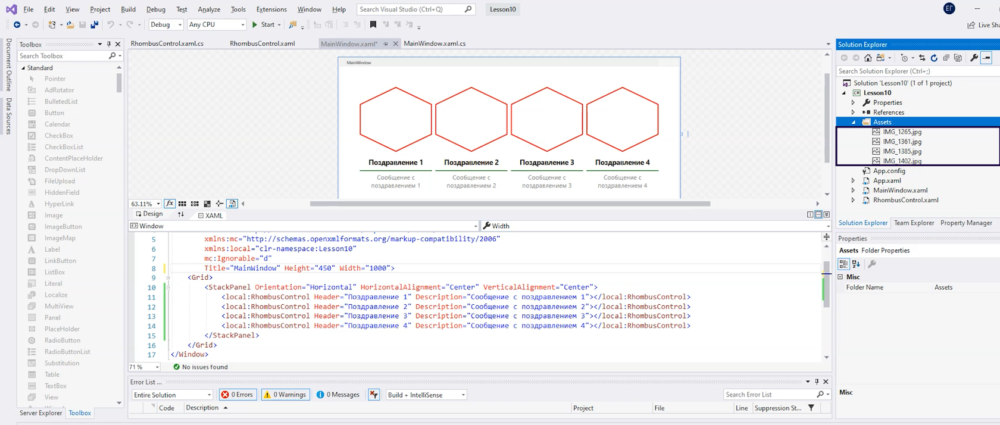 File Edit View Project Build Debug Test Analyze Tools Extensions Window Help Search Visual Studio (Ctrl+Q) Lesson10 ЕГ
Debug Any CPU Start Live Sha
Document Outline
Data Sources
Toolbox
Search Toolbox
Standard
Pointer
AdRotator
BulletedList
Button
Calendar
CheckBox
CheckBoxList
ContentPlaceHolder
DropDownList
FileUpload
HiddenField
HyperLink
Image
ImageButton
ImageMap
Label
LinkButton
ListBox
Literal
Localize
MultiView
Panel
PlaceHolder
RadioButton
RadioButtonList
Substitution
Table
TextBox
View
Server Explorer Toolbox
RhombusControl.xaml.cs RhombusControl.xaml MainWindow.xaml* MainWindow.xaml.cs
MainWindow
Поздравление 1 Поздравление 2 Поздравление 3 Поздравление 4
Сообщение с Сообщение с Сообщение с Сообщение с
поздравлением 1 поздравлением 2 поздравлением 3 поздравлением 4
63.11% fx
Design XAML
Window Width
5 xmlns:mc="http://schemas.openxmlformats.org/markup-compatibility/2006"
6 xmlns:local="clr-namespace:Lesson10"
7 mc:Ignorable="d"
8 Title="MainWindow" Height="450" Width="1000">
9 <Grid>
10 <StackPanel Orientation="Horizontal" HorizontalAlignment="Center" VerticalAlignment="Center">
11 <local:RhombusControl Header="Поздравление 1" Description="Сообщение с поздравлением 1"></local:RhombusControl>
12 <local:RhombusControl Header="Поздравление 2" Description="Сообщение с поздравлением 2"></local:RhombusControl>
13 <local:RhombusControl Header="Поздравление 3" Description="Сообщение с поздравлением 3"></local:RhombusControl>
14 <local:RhombusControl Header="Поздравление 4" Description="Сообщение с поздравлением 4"></local:RhombusControl>
15 </StackPanel>
16 </Grid>
17 </Window>
71 % No issues found
Error List ...
Entire Solution 0 Errors 0 Warnings 0 Messages Build + IntelliSense Search Error List
Code Description Project File Line Suppression St...
Solution Explorer
Search Solution Explorer (Ctrl+;)
Solution 'Lesson10' (1 of 1 project)
Lesson10
Properties
References
Assets
IMG_1265.jpg
IMG_1361.jpg
IMG_1385.jpg
IMG_1402.jpg
App.config
App.xaml
MainWindow.xaml
RhombusControl.xaml
Solution Explorer Team Explorer Property Manager
Properties
Assets Folder Properties
Misc
Folder Name Assets
Misc